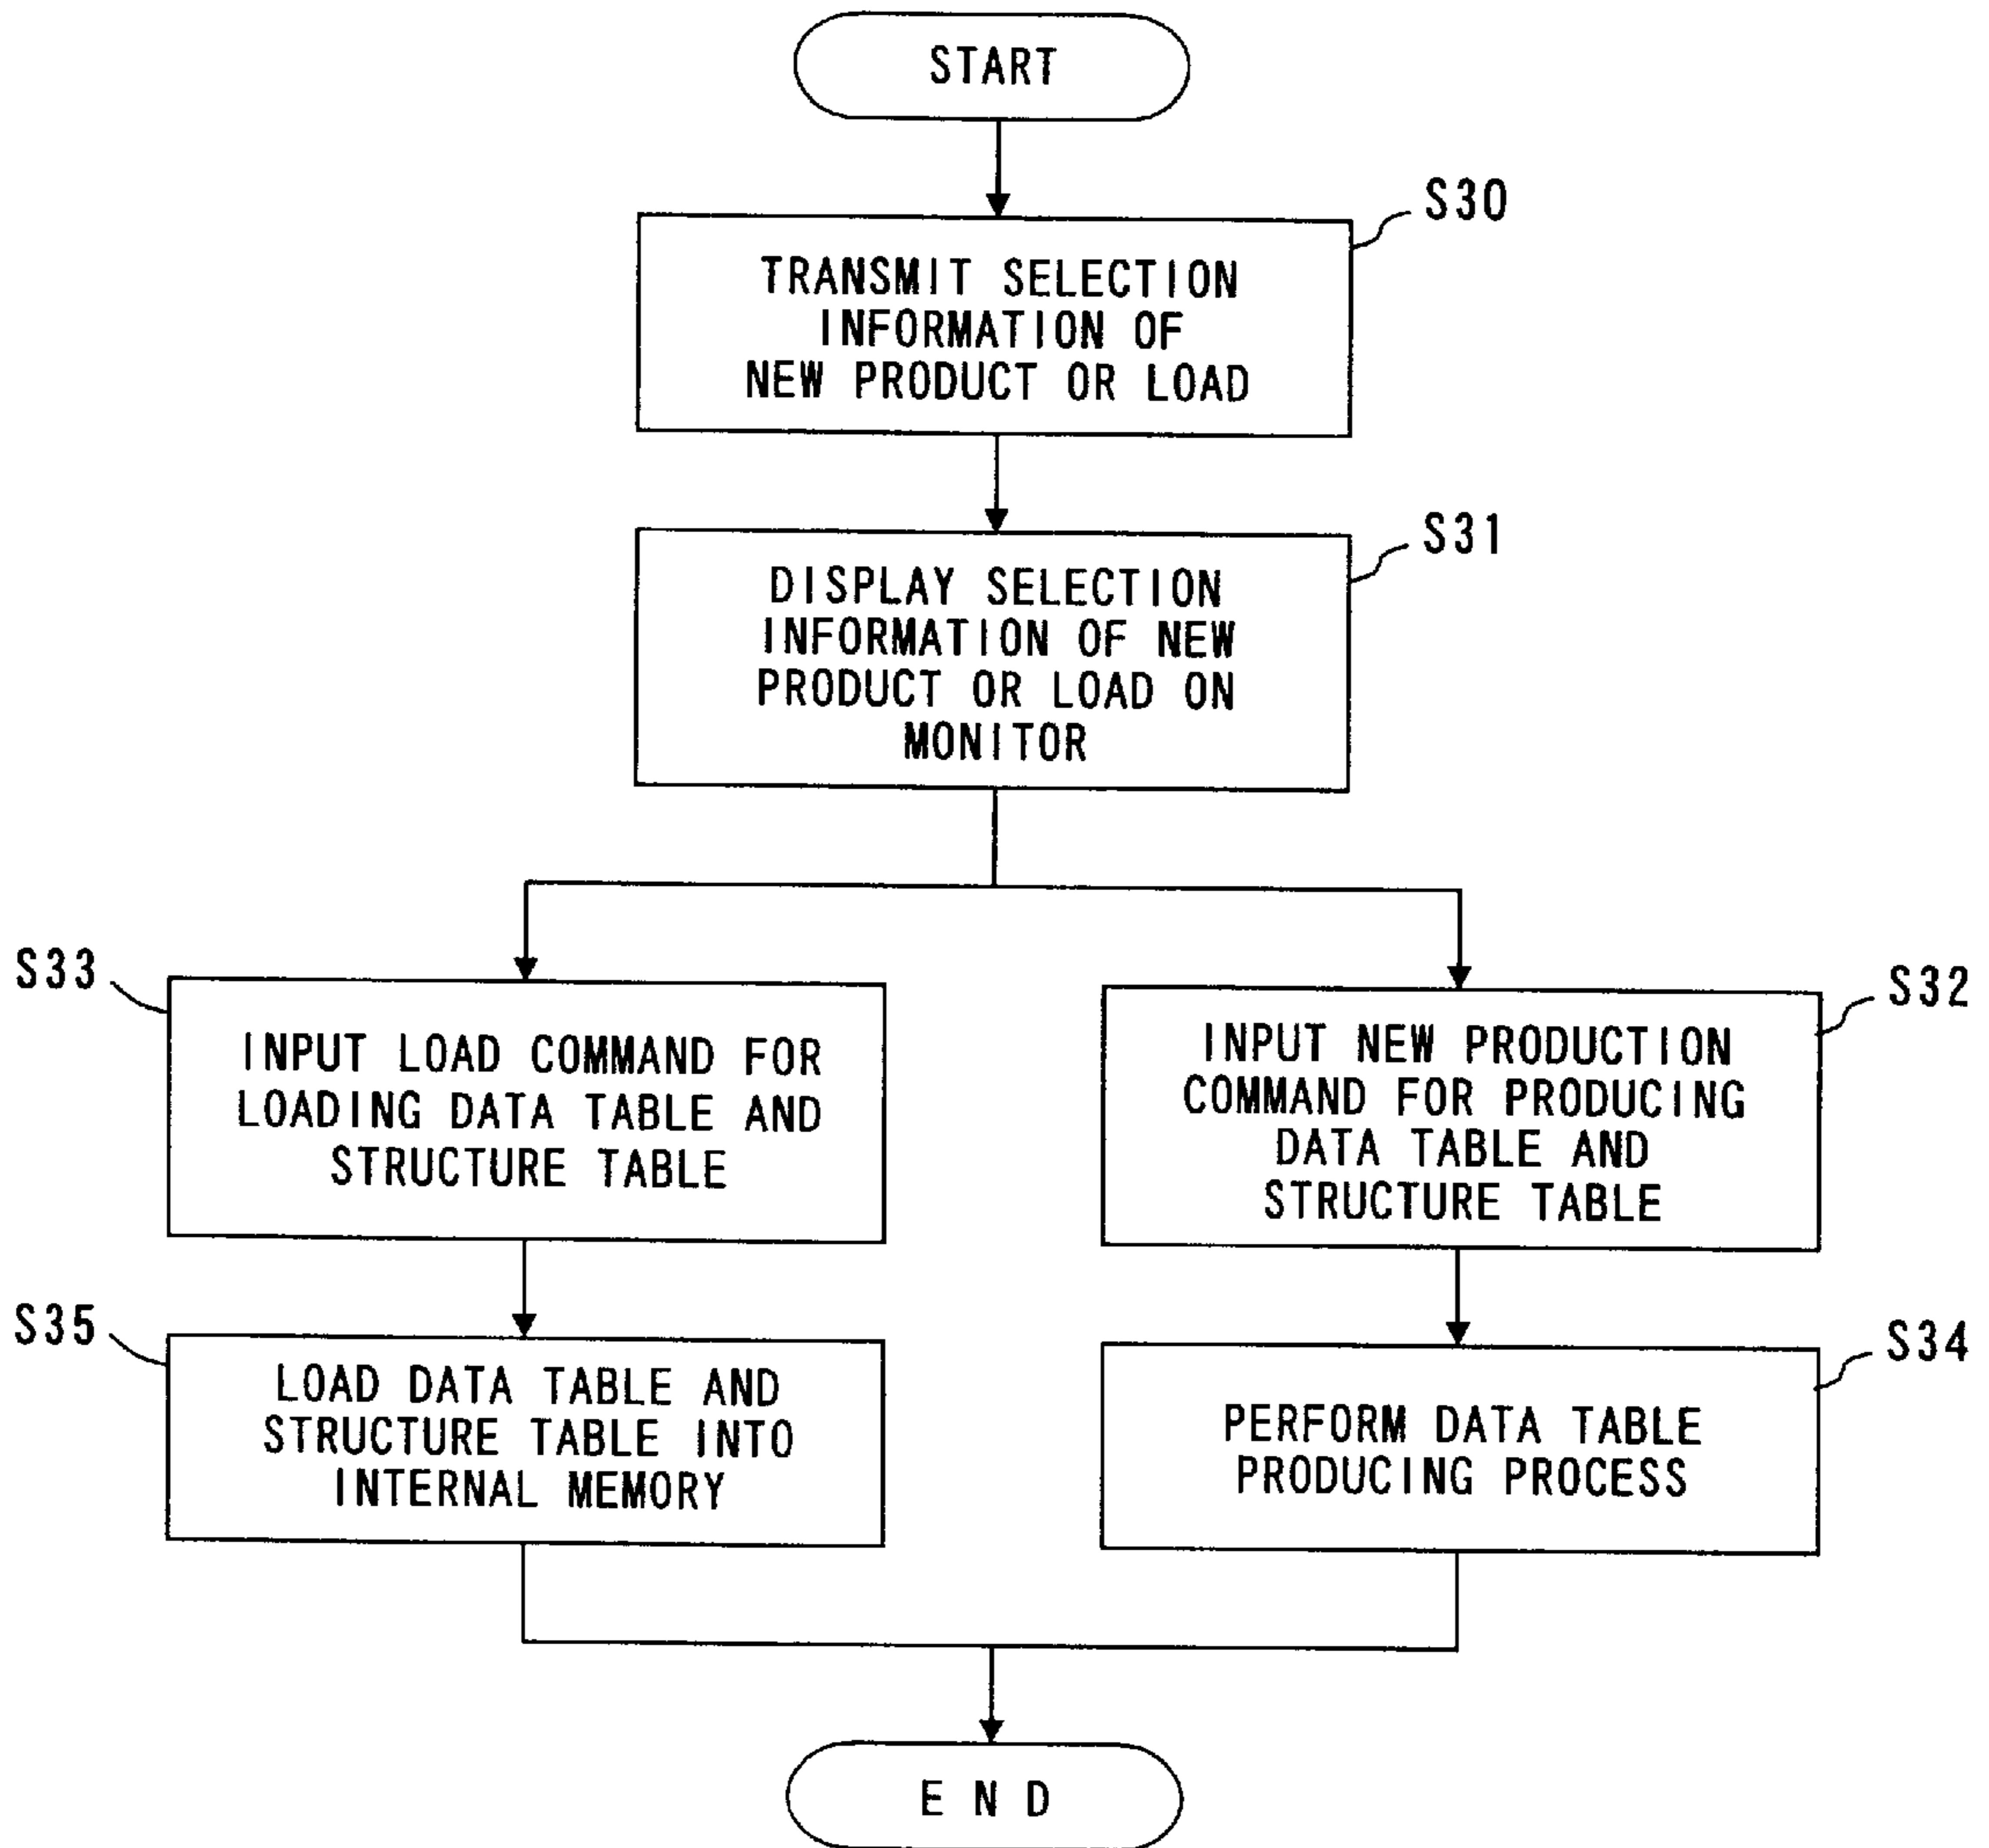 START
S30
TRANSMIT SELECTION
INFORMATION OF
NEW PRODUCT OR LOAD
S31
DISPLAY SELECTION
INFORMATION OF NEW
PRODUCT OR LOAD ON
MONITOR
S33
INPUT LOAD COMMAND FOR
LOADING DATA TABLE AND
STRUCTURE TABLE
S32
INPUT NEW PRODUCTION
COMMAND FOR PRODUCING
DATA TABLE AND
STRUCTURE TABLE
S35
LOAD DATA TABLE AND
STRUCTURE TABLE INTO
INTERNAL MEMORY
S34
PERFORM DATA TABLE
PRODUCING PROCESS
END